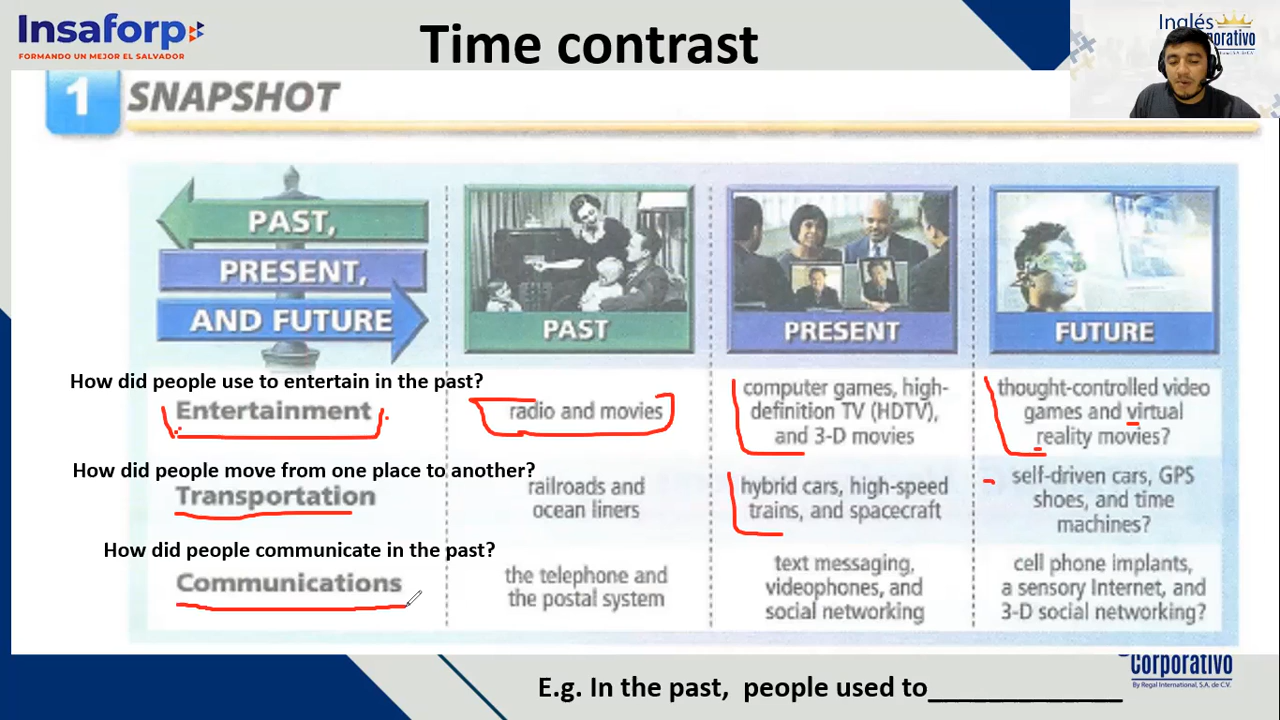 Insaforp
FORMANDO UN MEJOR EL SALVADOR
Time contrast
Inglés
1 SNAPSHOT
PAST,
PRESENT,
AND FUTURE
PAST
PRESENT
FUTURE
How did people use to entertain in the past?
Entertainment
radio and movies
computer games, high-
definition TV (HDTV),
and 3-D movies
thought-controlled video
games and virtual
reality movies?
How did people move from one place to another?
Transportation
railroads and
ocean liners
hybrid cars, high-speed
trains, and spacecraft
self-driven cars, GPS
shoes, and time
machines?
How did people communicate in the past?
Communications
the telephone and
the postal system
text messaging,
videophones, and
social networking
cell phone implants,
a sensory Internet, and
3-D social networking?
Corporativo
By Regal International, S.A. de C.V.
E.g. In the past, people used to____________